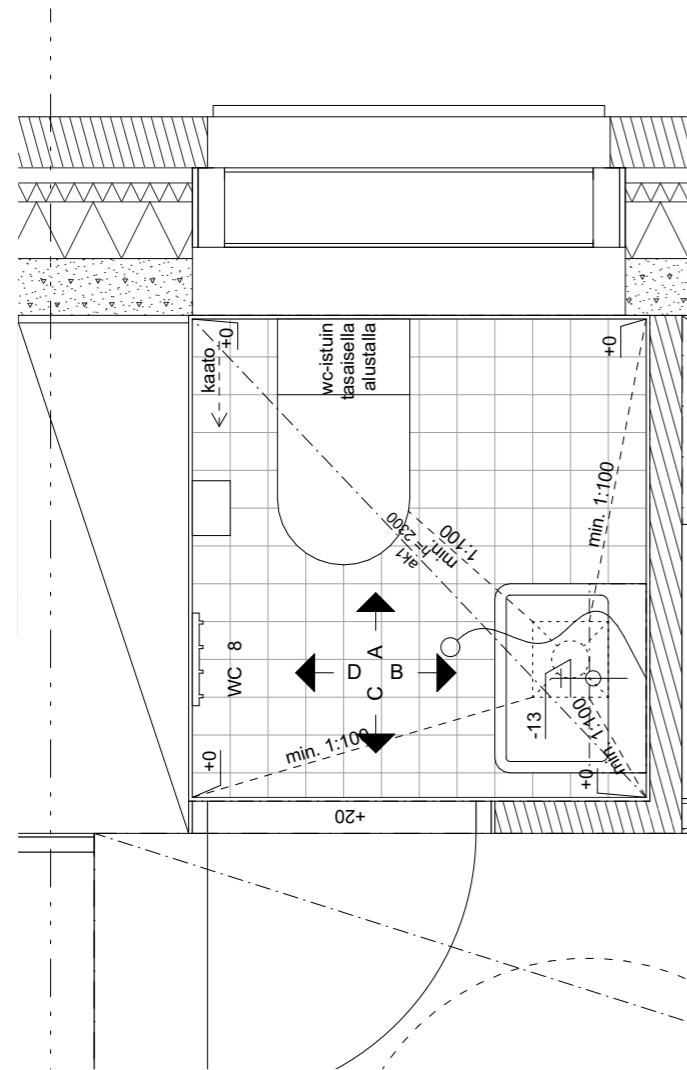 +0
kaato
wc-istuin
tasaisella
alustalla
+0
min. 1:100
ak1
h= 2300
min.
1:100
WC 8
D
A
B
C
-13
min. 1:100
+0
min. 1:100
+0
+20